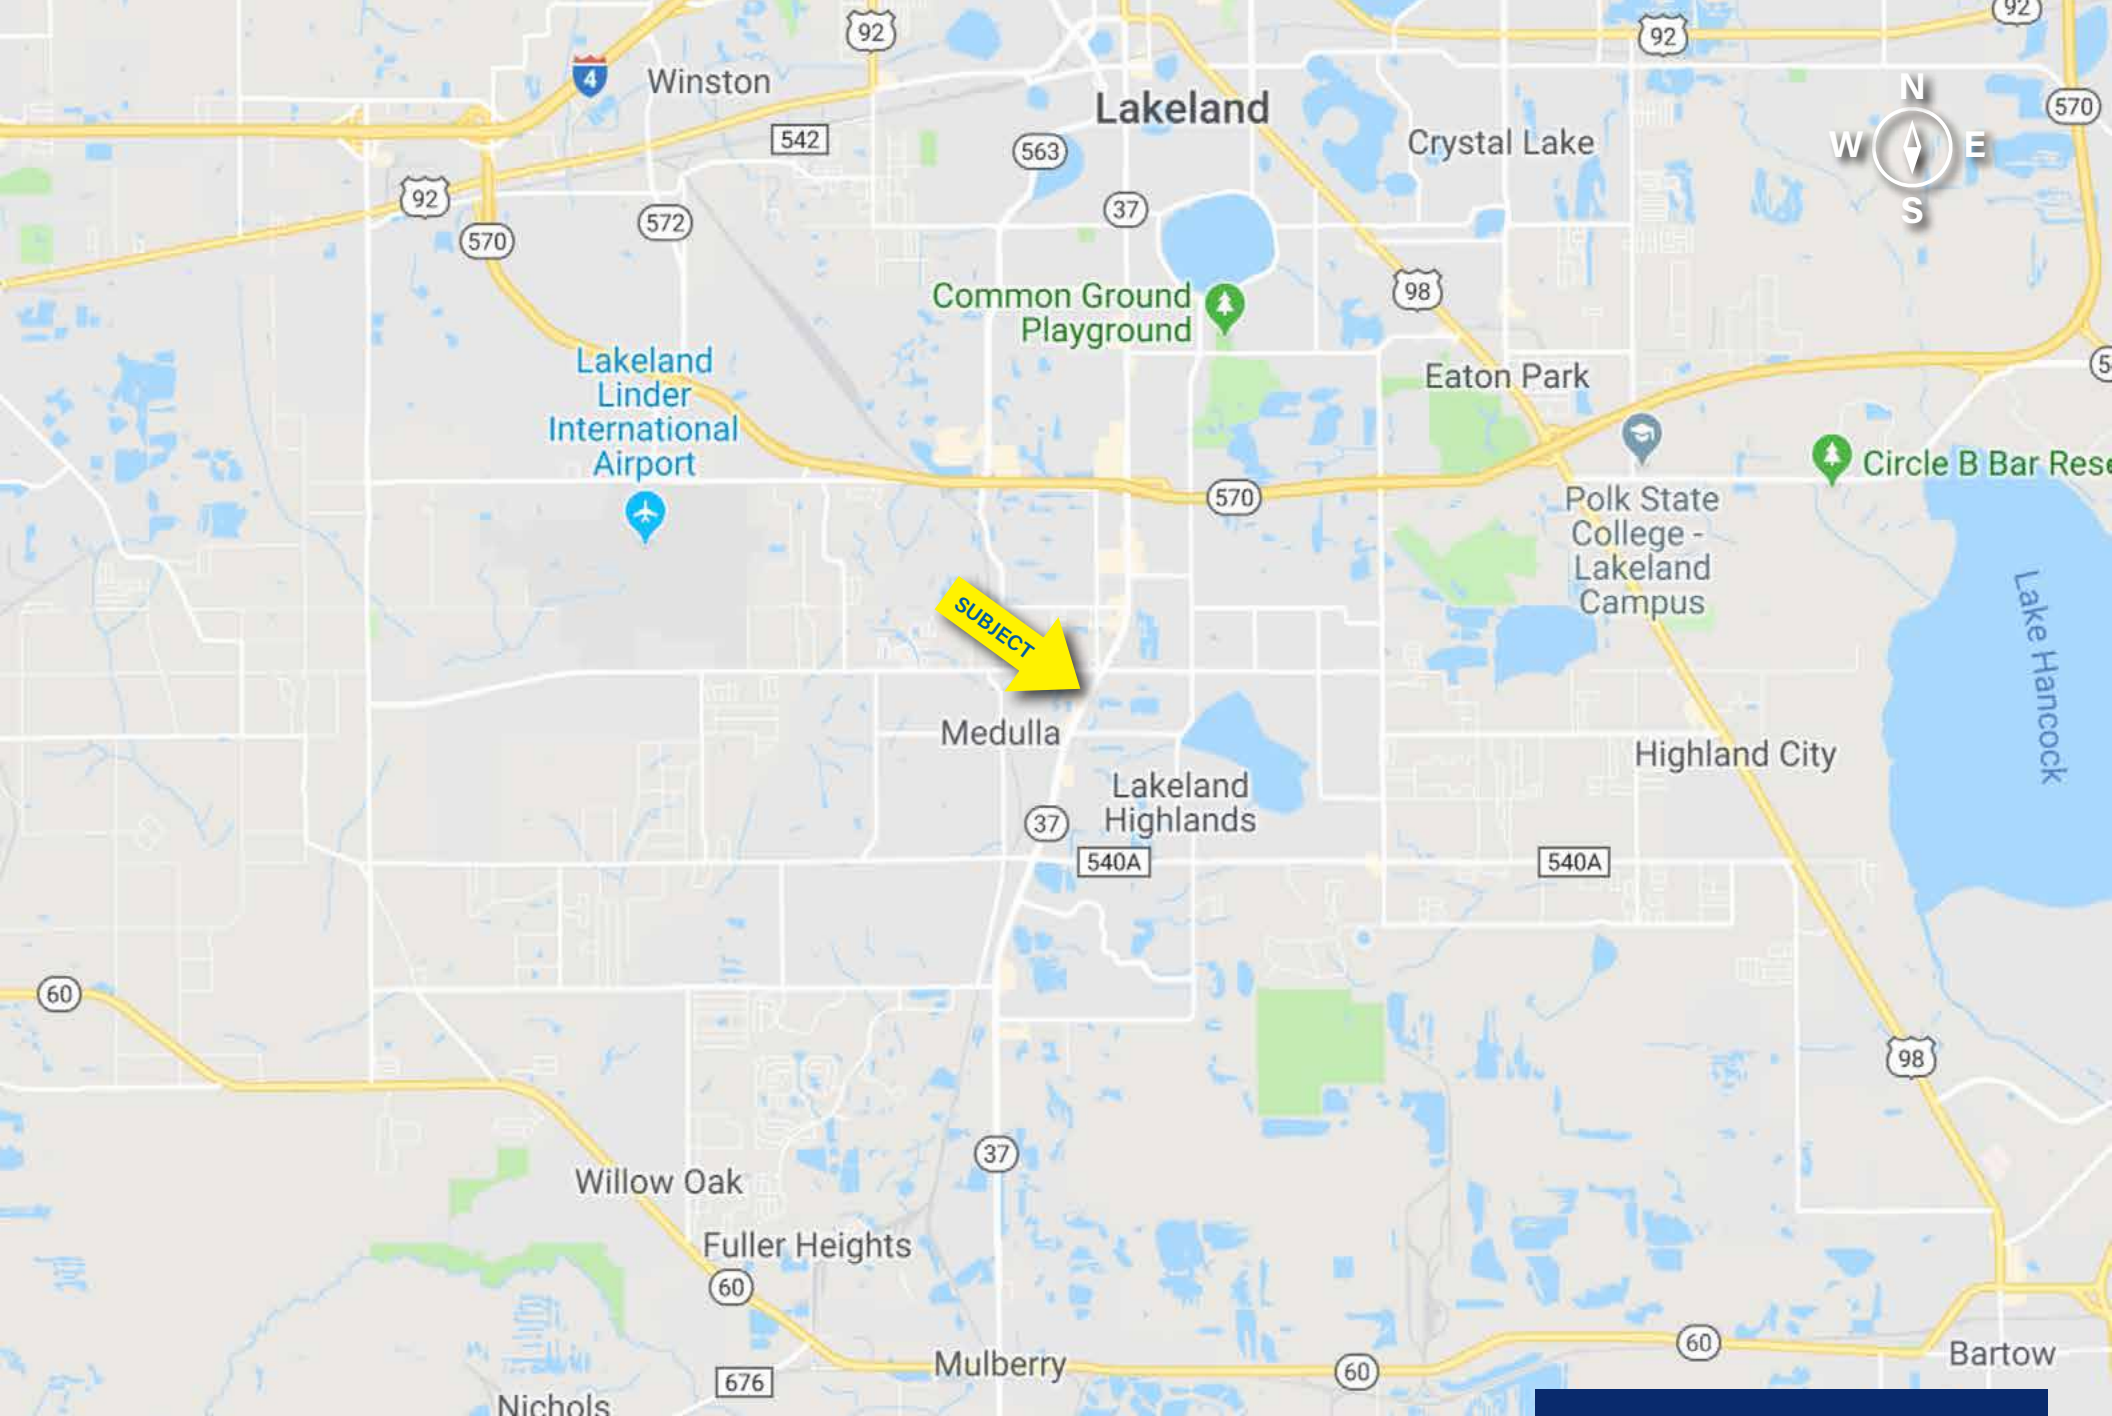 92
92
92
4
Winston
N
Lakeland
570
542
W
E
563
Crystal Lake
92
S
572
37
570
98
Common Ground
Playground
Lakeland
Linder
International
Airport
Eaton Park
5
Circle B Bar Rese
570
Polk State
College -
Lakeland
Campus
SUBJECT
Lake Hancock
Medulla
Highland City
Lakeland
Highlands
37
540A
540A
60
98
37
Willow Oak
Fuller Heights
60
60
Bartow
Mulberry
60
676
Nichols